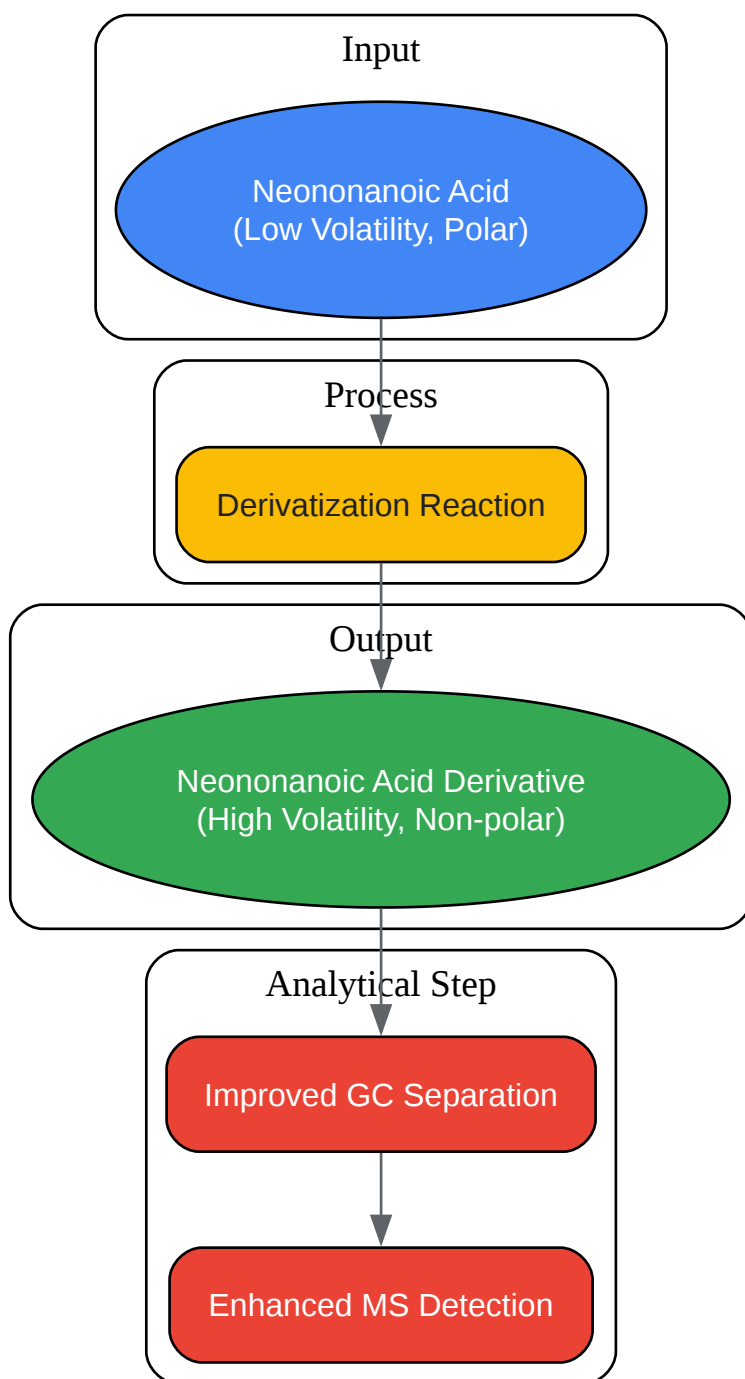 Input
Neononanoic Acid
(Low Volatility, Polar)
Process
Derivatization Reaction
Output
Neononanoic Acid Derivative
(High Volatility, Non-polar)
Analytical Step
Improved GC Separation
Enhanced MS Detection